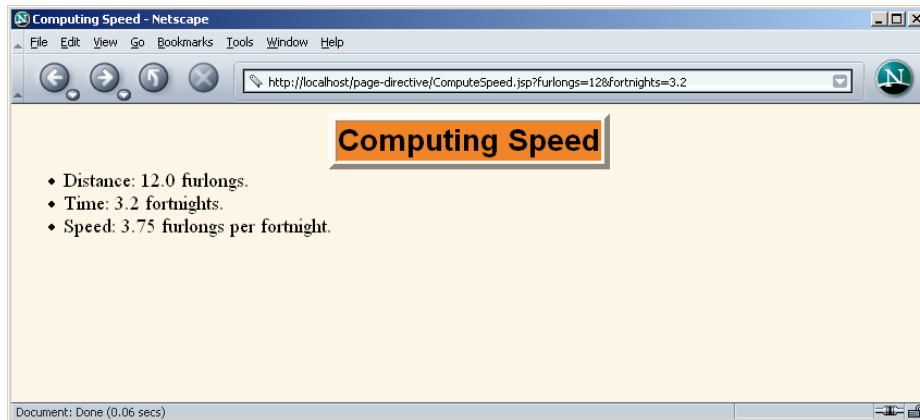 Computing Speed - Netscape
File Edit View Go Bookmarks Tools Window Help
http://localhost/page-directive/ComputeSpeed.jsp?furlongs=12&fortnights=3.2
N
Computing Speed
• Distance: 12.0 furlongs.
• Time: 3.2 fortnights.
• Speed: 3.75 furlongs per fortnight.
Document: Done (0.06 secs)